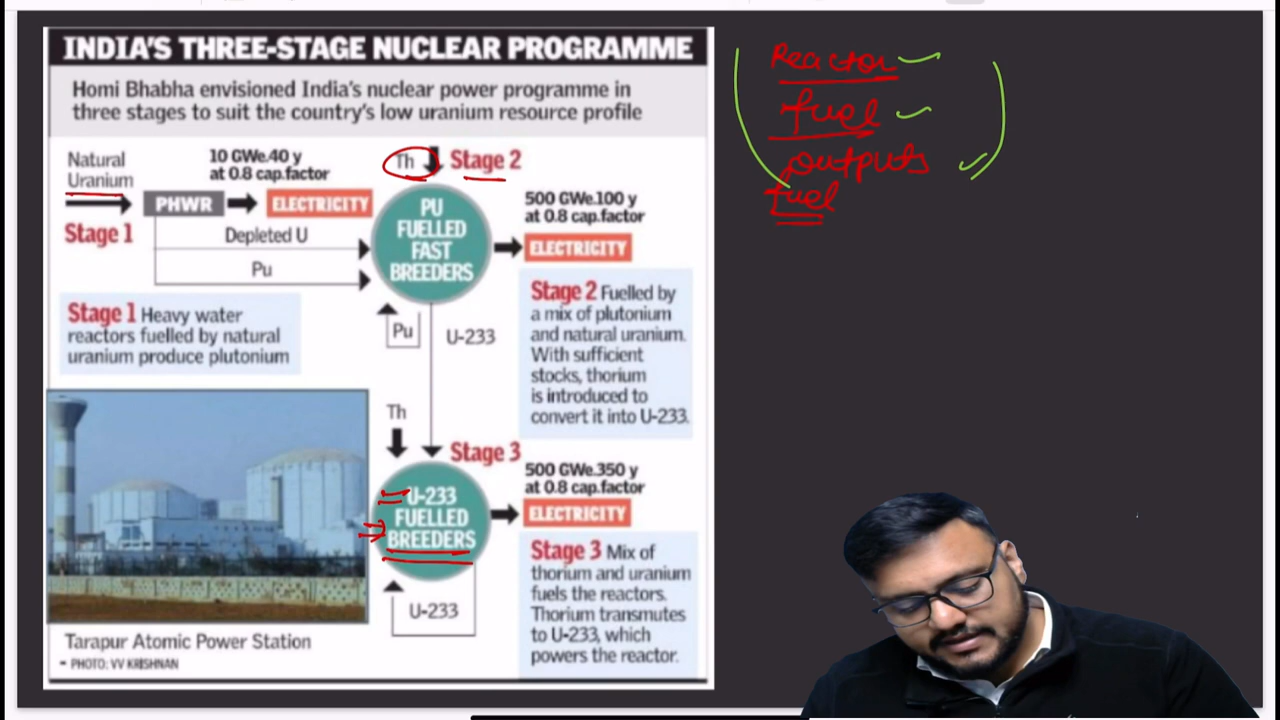 INDIA'S THREE-STAGE NUCLEAR PROGRAMME
Homi Bhabha envisioned India's nuclear power programme in
three stages to suit the country's low uranium resource profile
Natural
Uranium
Stage 1
PHWR
10 GWe.40 y
at 0.8 cap.factor
ELECTRICITY
Depleted U
Pu
Th
Stage 2
PU
FUELLED
FAST
BREEDERS
500 GWe.100 y
at 0.8 cap.factor
ELECTRICITY
Stage 1 Heavy water
reactors fuelled by natural
uranium produce plutonium
Pu
U-233
Stage 2 Fuelled by
a mix of plutonium
and natural uranium.
With sufficient
stocks, thorium
is introduced to
convert it into U-233.
Th
Stage 3
U-233
FUELLED
BREEDERS
500 GWe.350 y
at 0.8 cap.factor
ELECTRICITY
U-233
Stage 3 Mix of
thorium and uranium
fuels the reactors.
Thorium transmutes
to U-233, which
powers the reactor.
Tarapur Atomic Power Station
- PHOTO: VV KRISHNAN
Reactor
fuel
outputs
fuel